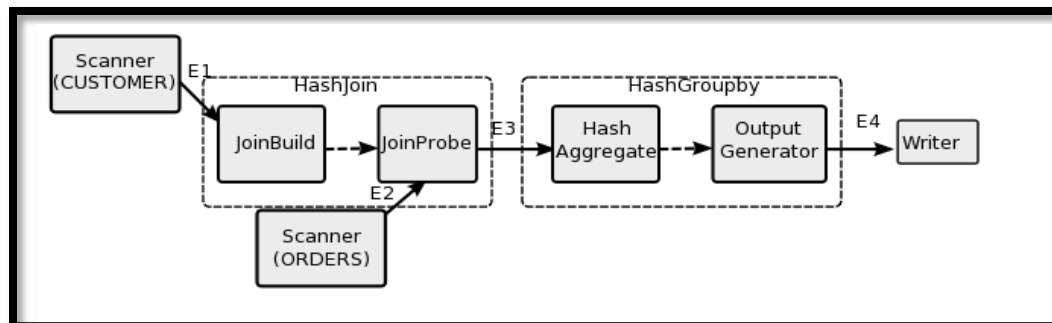 Scanner
(CUSTOMER)
E1
HashJoin
JoinBuild
JoinProbe
E2
Scanner
(ORDERS)
E3
HashGroupby
Hash
Aggregate
Output
Generator
E4
Writer